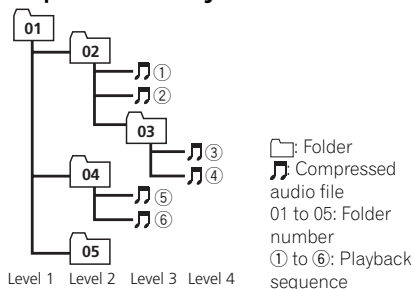 01
02
①
②
03
③
④
04
⑤
⑥
05
Level 1 Level 2 Level 3 Level 4
: Folder
: Compressed
audio file
01 to 05: Folder
number
① to ⑥: Playback
sequence